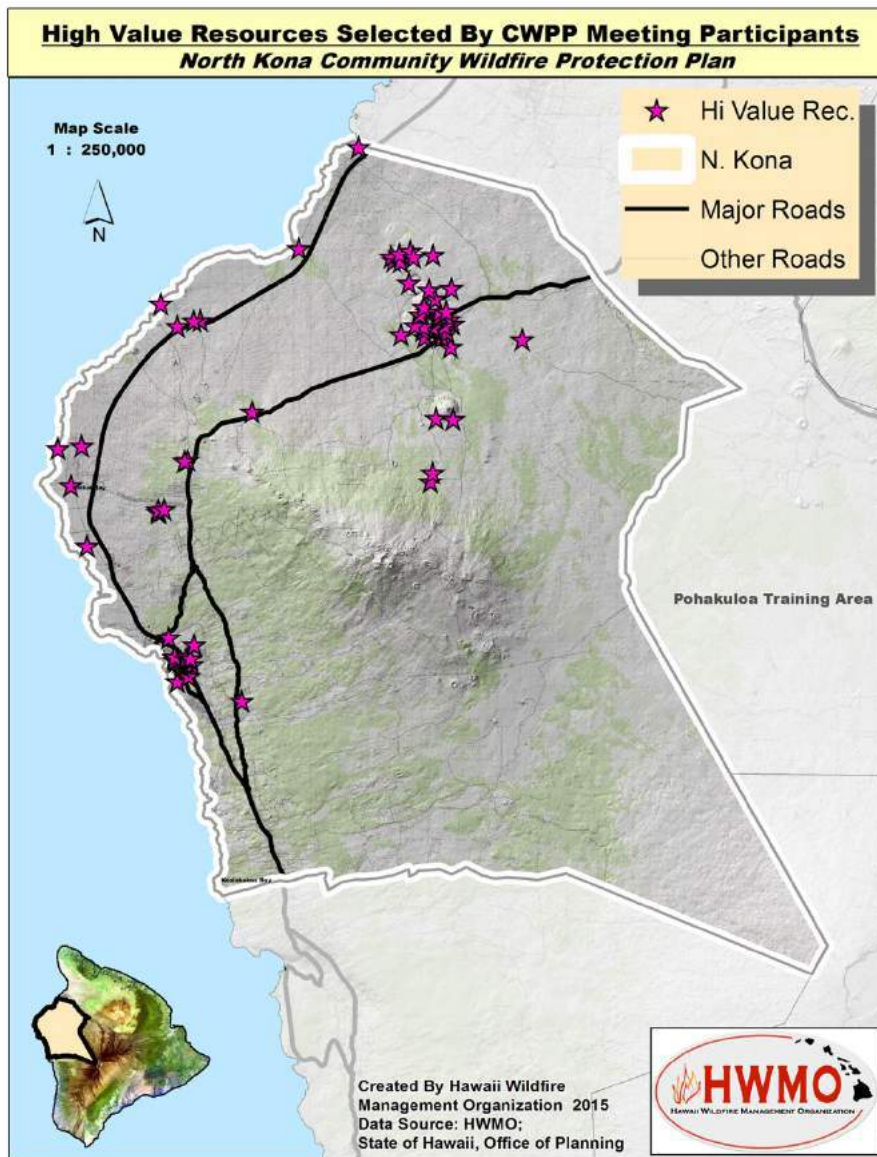 High Value Resources Selected By CWPP Meeting Participants
North Kona Community Wildfire Protection Plan
Map Scale
1 : 250,000
N
Hi Value Rec.
N. Kona
Major Roads
Other Roads
Pohakuloa Training Area
Bay
Created By Hawaii Wildfire
Management Organization 2015
Data Source: HWMO;
State of Hawaii, Office of Planning
HWMO
HAWAII WILDFIRE MANAGEMENT ORGANIZATION